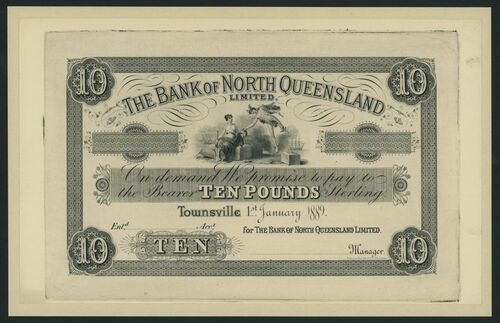 10 10
THE BANK OF NORTH QUEENSLAND
LIMITED.
On demand We promise to pay to
the Bearer TEN POUNDS Sterling
Townsville 1st January 1889.
Entd. Acct. for THE BANK OF NORTH QUEENSLAND LIMITED.
10 TEN Manager. 10